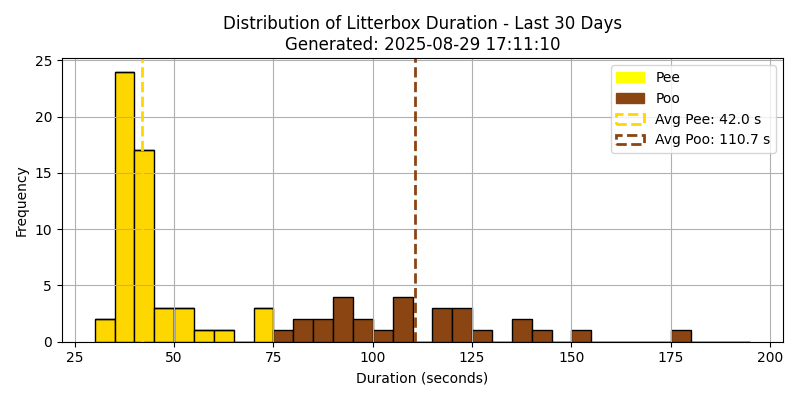 Distribution of Litterbox Duration - Last 30 Days
Generated: 2025-08-29 17:11:10
25
20
15
10
5
0
Frequency
Pee
Poo
Avg Pee: 42.0 s
Avg Poo: 110.7 s
25 50 75 100 125 150 175 200
Duration (seconds)